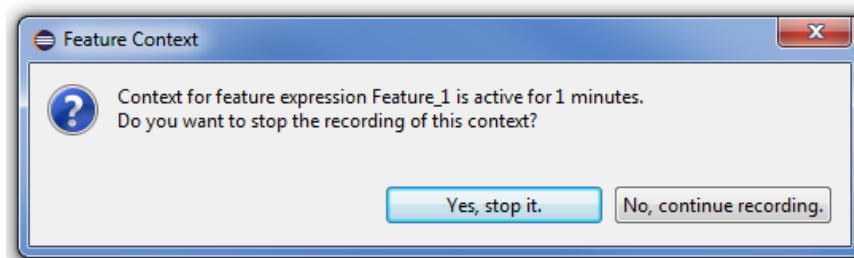 Feature Context
Context for feature expression Feature_1 is active for 1 minutes.
Do you want to stop the recording of this context?
Yes, stop it.
No, continue recording.